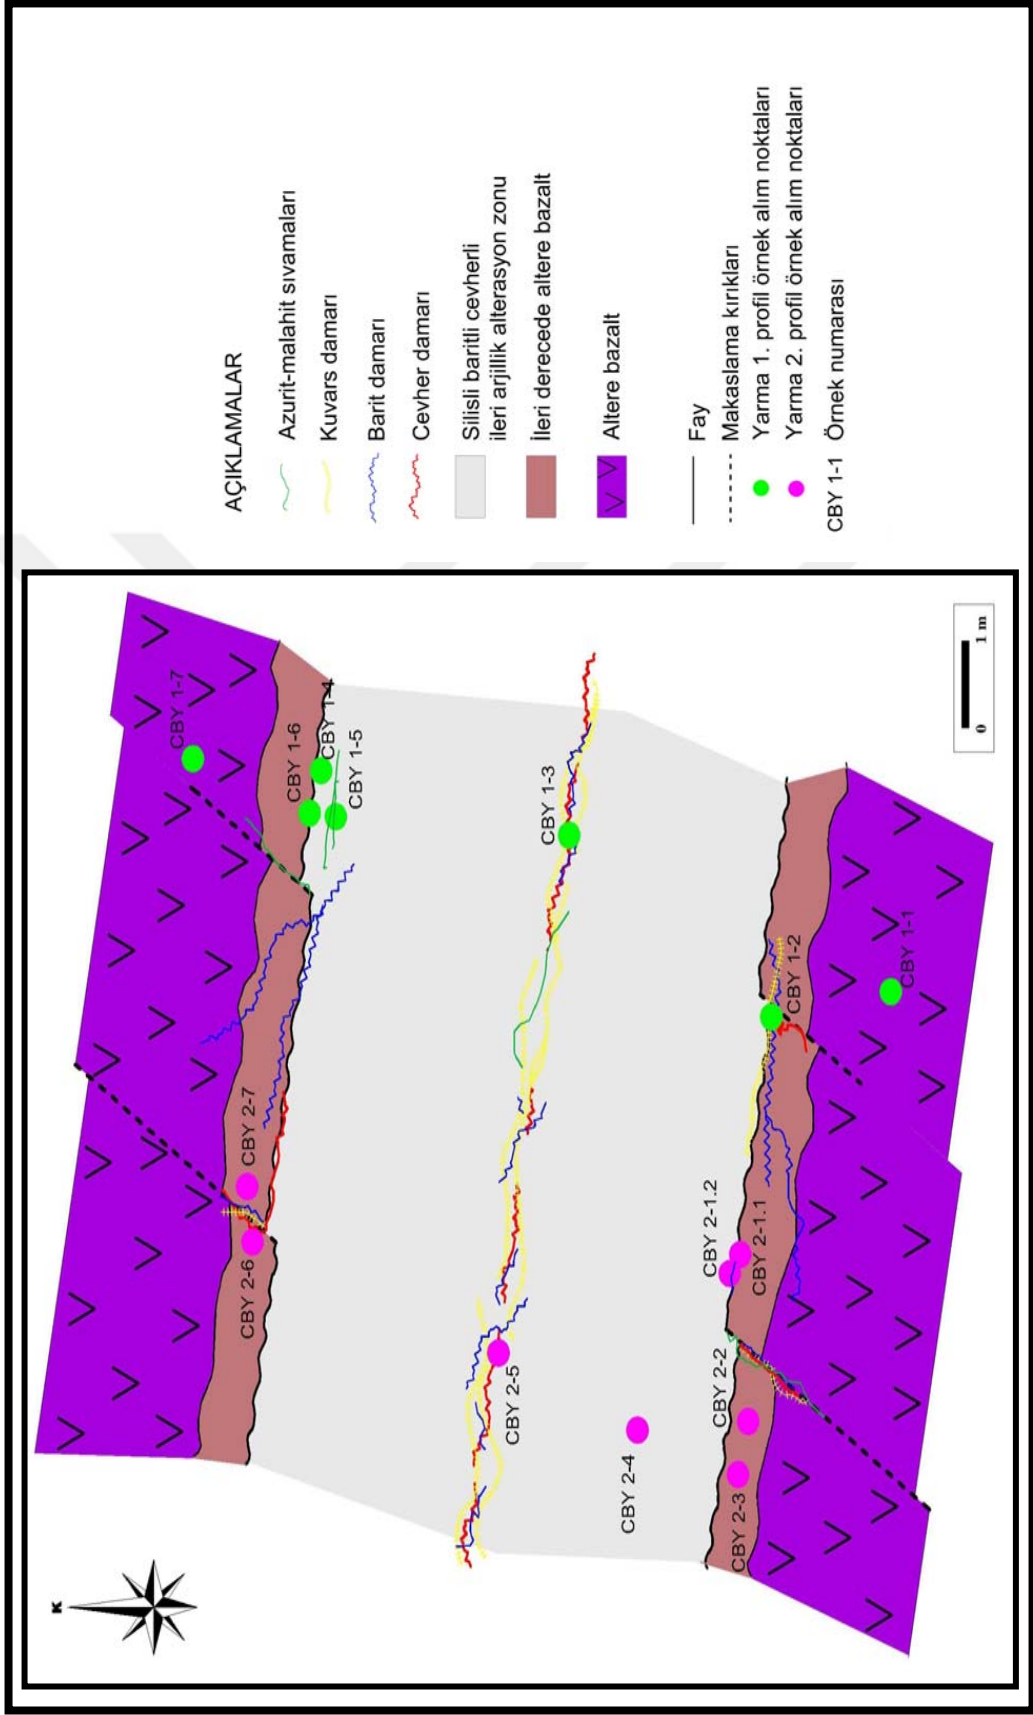 AÇIKLAMALAR
Azurit-malahit sıvamaları
Kuvars damarı
Barit damarı
Cevher damarı
Silisli baritli cevherli
ileri arjillik alterasyon zonu
İleri derecede altere bazalt
Altere bazalt
Fay
Makaslama kırıkları
Yarma 1. profil örnek alım noktaları
Yarma 2. profil örnek alım noktaları
CBY 1-1 Örnek numarası
K
CBY 1-7
CBY 1-6
CBY 1-4
CBY 1-5
CBY 2-7
CBY 2-6
CBY 1-3
CBY 2-5
CBY 2-4
CBY 1-2
CBY 1-1
CBY 2-1.2
CBY 2-1.1
CBY 2-2
CBY 2-3
0 1 m